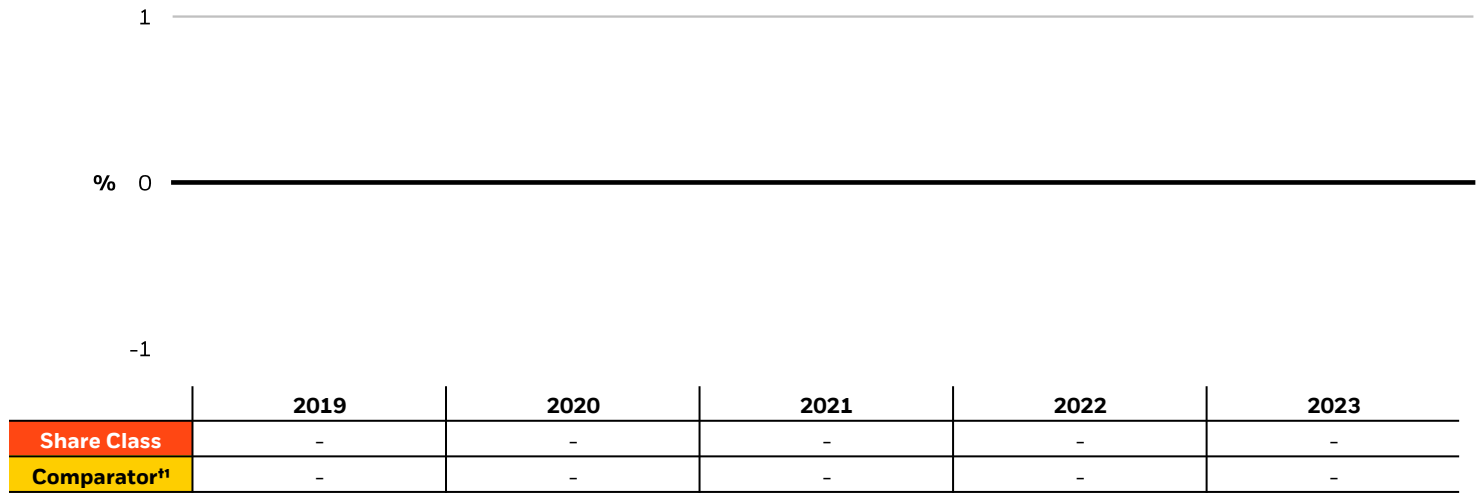 1
% 0
-1
2019 2020 2021 2022 2023
Share Class - - - - -
Comparator†1 - - - - -